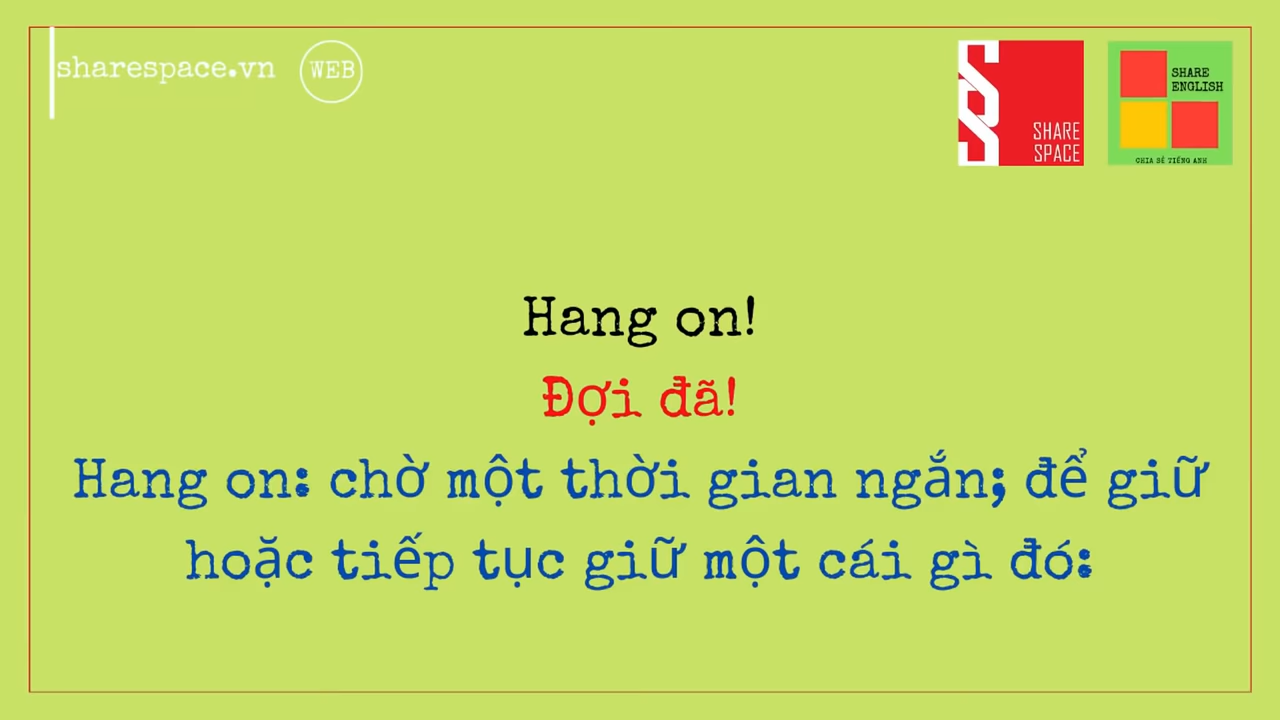 sharespace.vn
WEB
SHARE
SPACE
SHARE
ENGLISH
CHIA SẺ TIẾNG ANH
Hang on!
Đợi đã!
Hang on: chờ một thời gian ngắn; để giữ
hoặc tiếp tục giữ một cái gì đó: